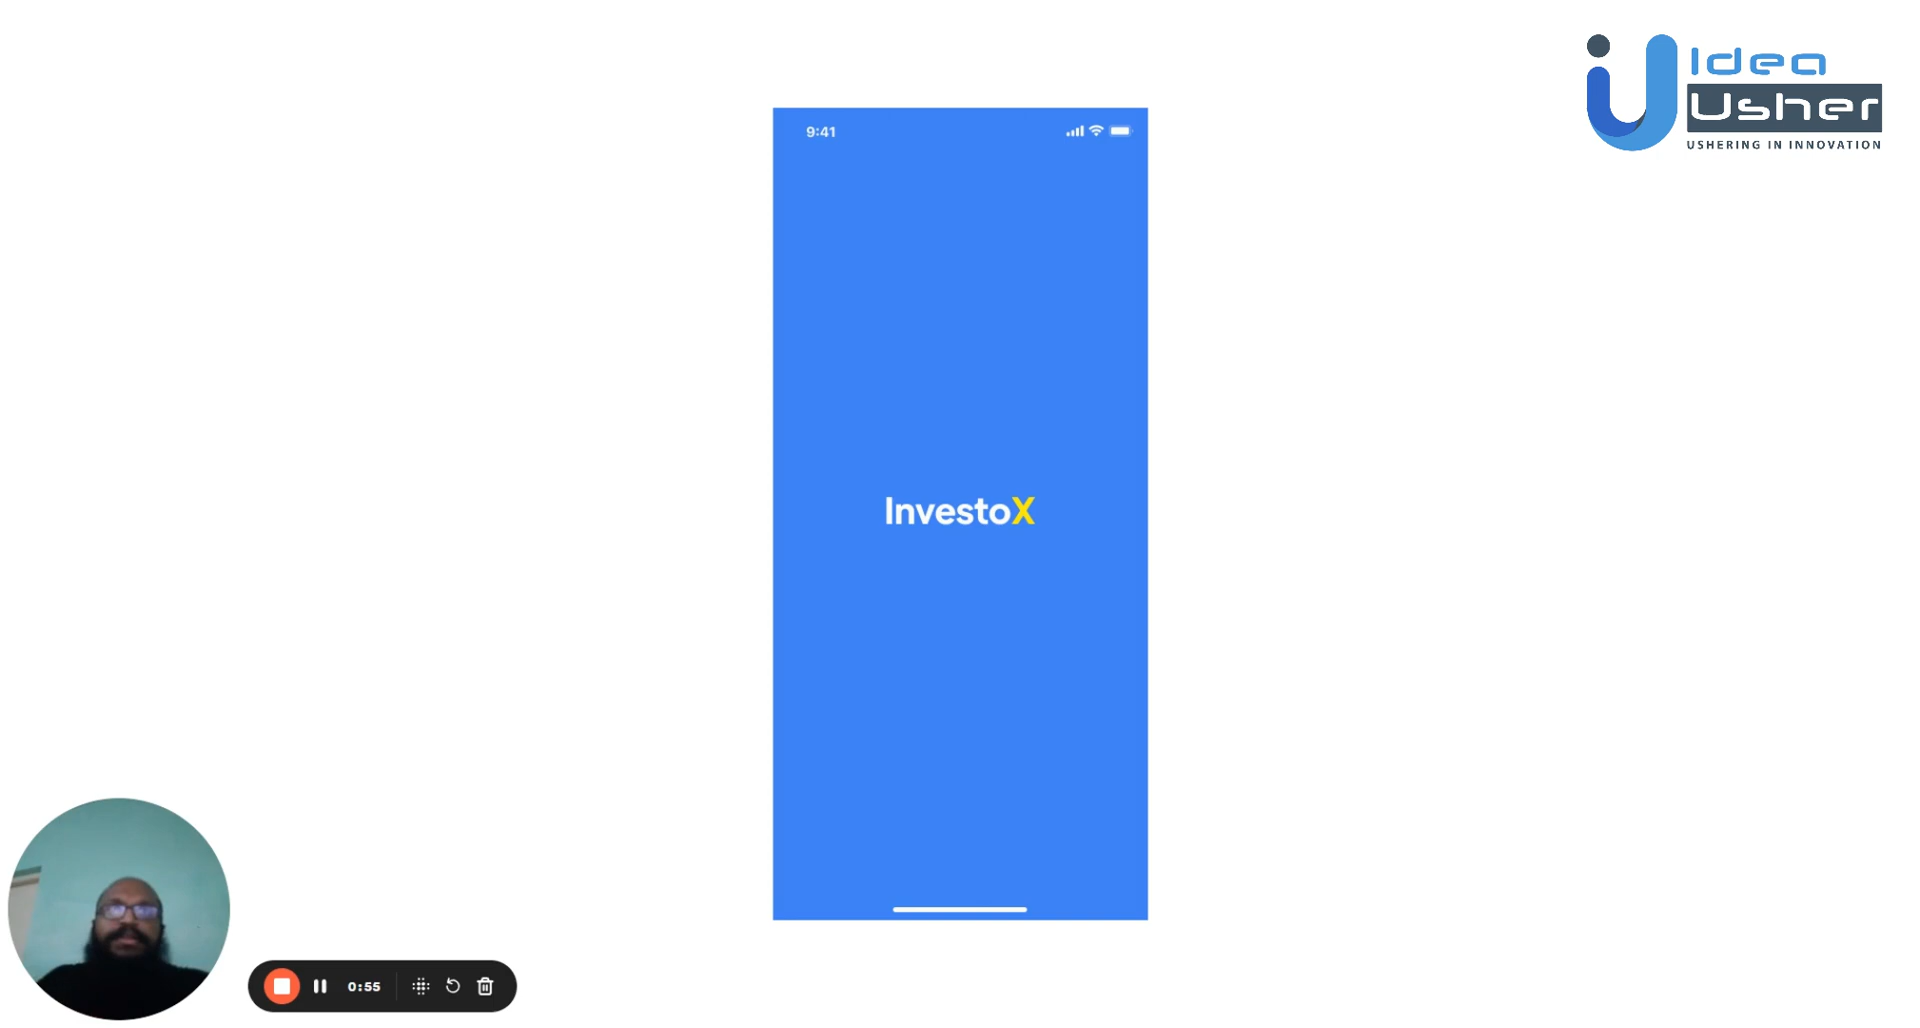 Idea
Usher
USHERING IN INNOVATION
9:41
InvestoX
0:55